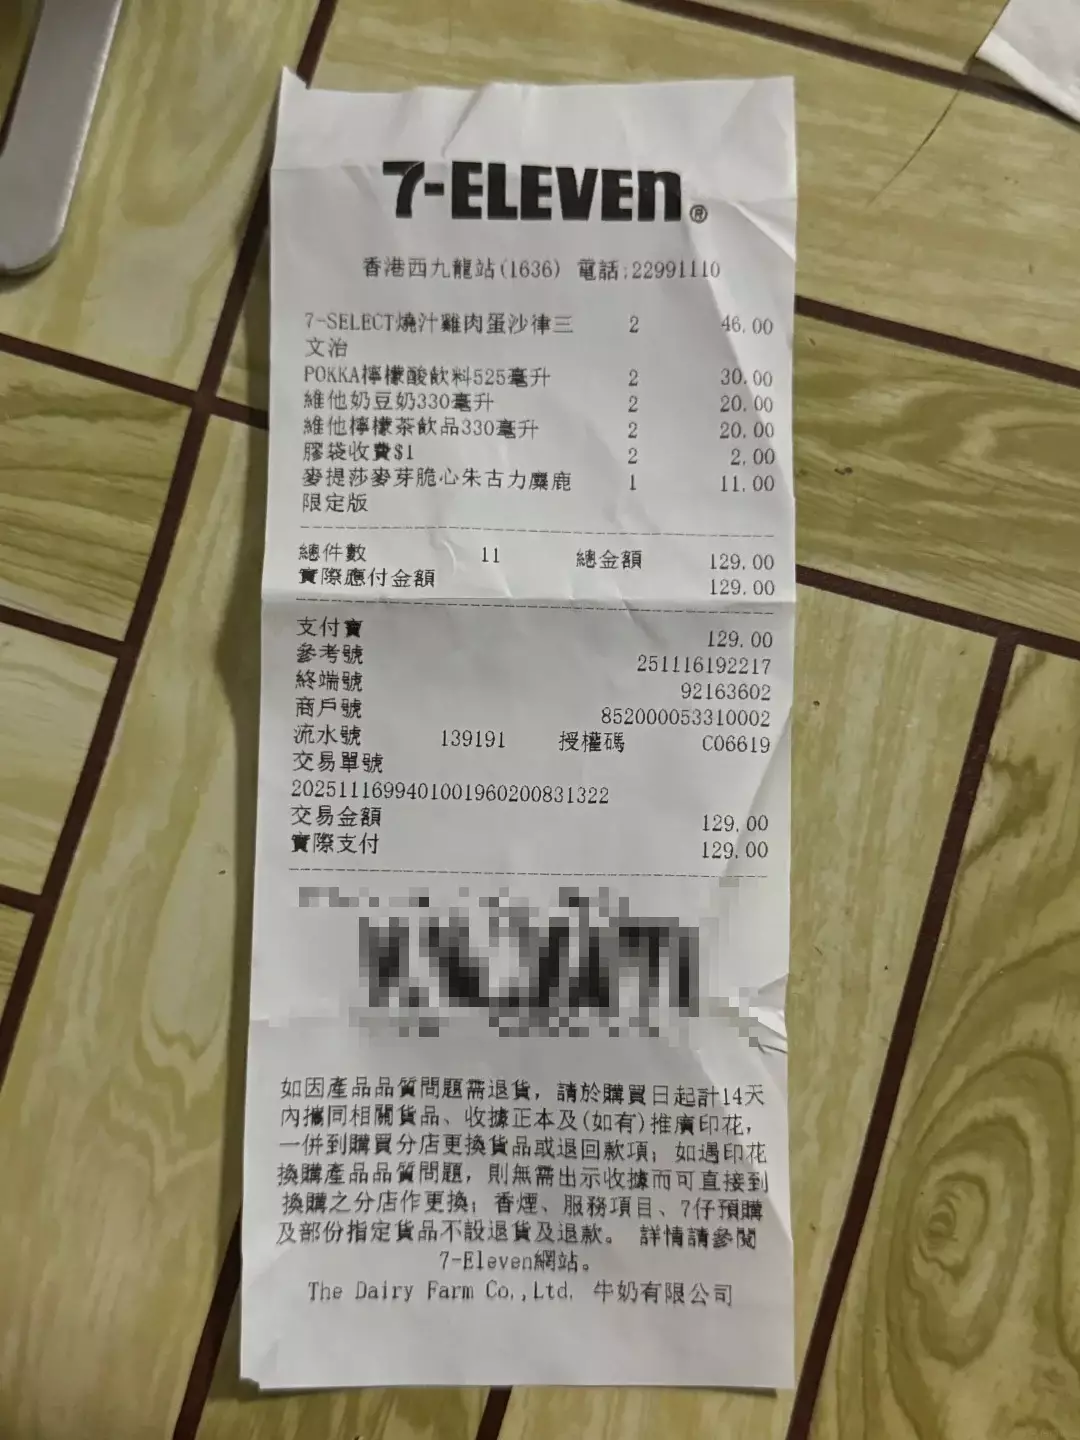 7-ELEVEn®
香港西九龍站(1636) 電話:22991110
7-SELECT燒汁雞肉蛋沙律三 2 46.00
文治
POKKA檸檬酸飲料525毫升 2 30.00
維他奶豆奶330毫升 2 20.00
維他檸檬茶飲品330毫升 2 20.00
膠袋收費$1 2 2.00
麥提莎麥芽脆心朱古力麋鹿 1 11.00
限定版
總件數 11 總金額 129.00
實際應付金額 129.00
支付寶 129.00
參考號 251116192217
終端號 92163602
商戶號 852000053310002
流水號 139191 授權碼 C06619
交易單號
2025111699401001960200831322
交易金額 129.00
實際支付 129.00
如因產品品質問題需退貨，請於購買日起計14天
內攜同相關貨品、收據正本及(如有)推廣印花，
一併到購買分店更換貨品或退回款項；如遇印花
換購產品品質問題，則無需出示收據而可直接到
換購之分店作更換；香煙、服務項目、7仔預購
及部份指定貨品不設退貨及退款。 詳情請參閱
7-Eleven網站。
The Dairy Farm Co.,Ltd. 牛奶有限公司